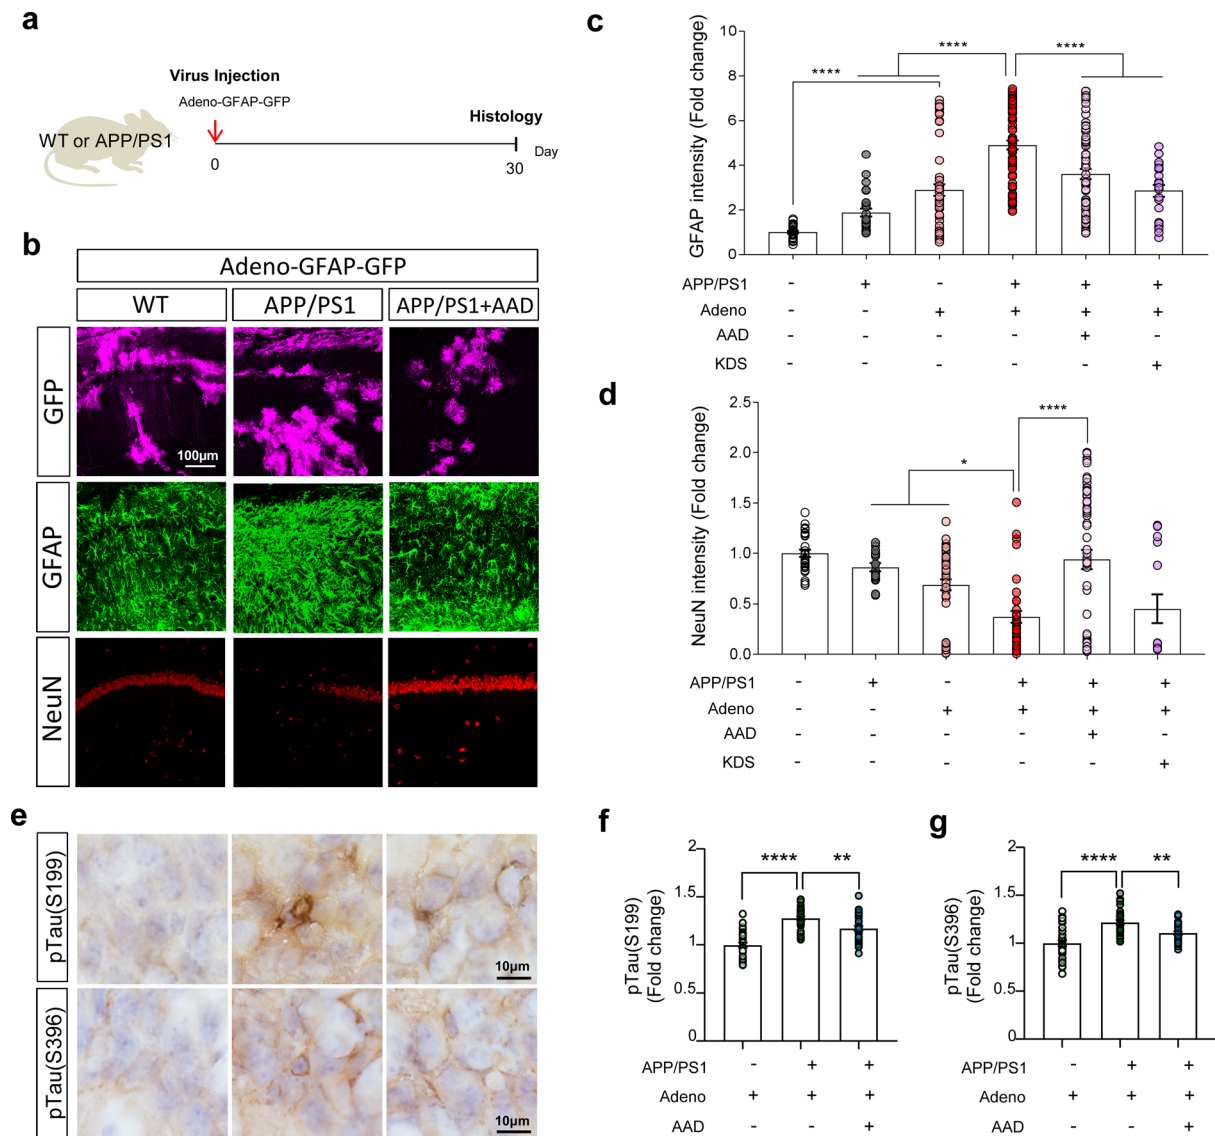 a
Virus Injection
Adeno-GFAP-GFP
WT or APP/PS1
Histology
0
30
Day
b
Adeno-GFAP-GFP
WT
APP/PS1
APP/PS1+AAD
GFP
100μm
GFAP
NeuN
c
GFAP intensity (Fold change)
10
8
6
4
2
0
****
****
****
APP/PS1 - + - + + +
Adeno - - + + + +
AAD - - - - + -
KDS - - - - - +
d
NeuN intensity (Fold change)
2.5
2.0
1.5
1.0
0.5
0.0
*
****
APP/PS1 - + - + + +
Adeno - - + + + +
AAD - - - - + -
KDS - - - - - +
e
pTau(S199)
10μm
pTau(S396)
10μm
f
pTau(S199)
(Fold change)
2
1.5
1
0.5
0
****
**
APP/PS1 - + +
Adeno + + +
AAD - - +
g
pTau(S396)
(Fold change)
2
1.5
1
0.5
0
****
**
APP/PS1 - + +
Adeno + + +
AAD - - +